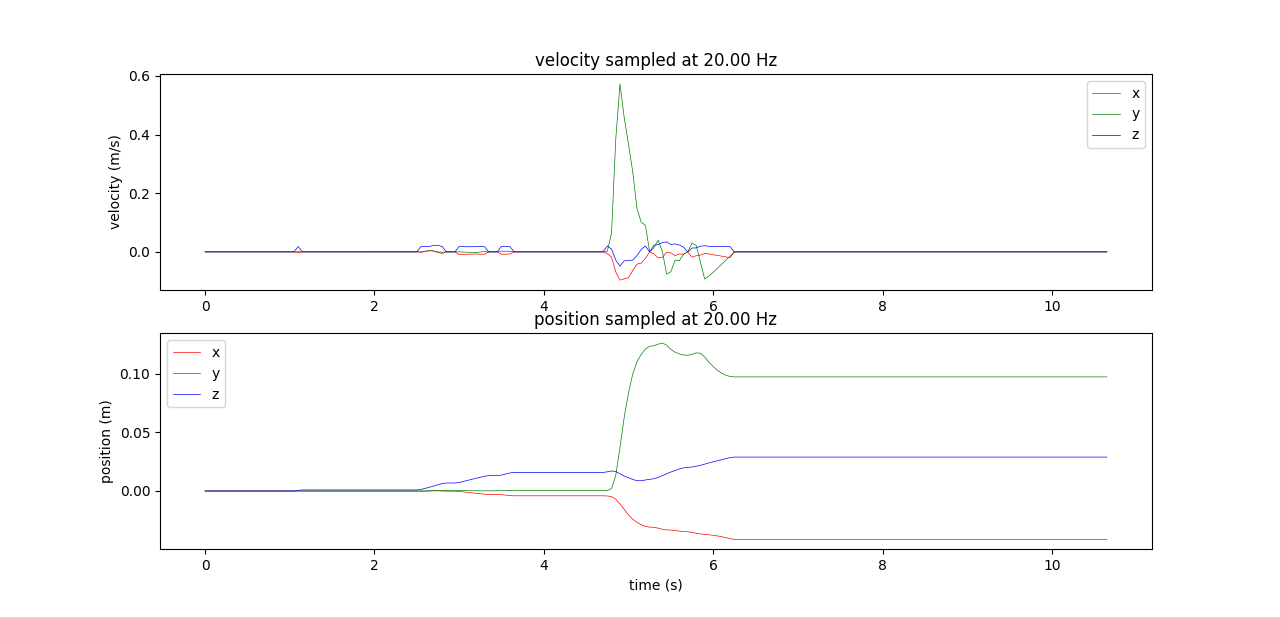 velocity sampled at 20.00 Hz
velocity (m/s)
0.6
0.4
0.2
0.0
x
y
z
0 2 4 6 8 10
position sampled at 20.00 Hz
position (m)
0.10
0.05
0.00
x
y
z
0 2 4 6 8 10
time (s)